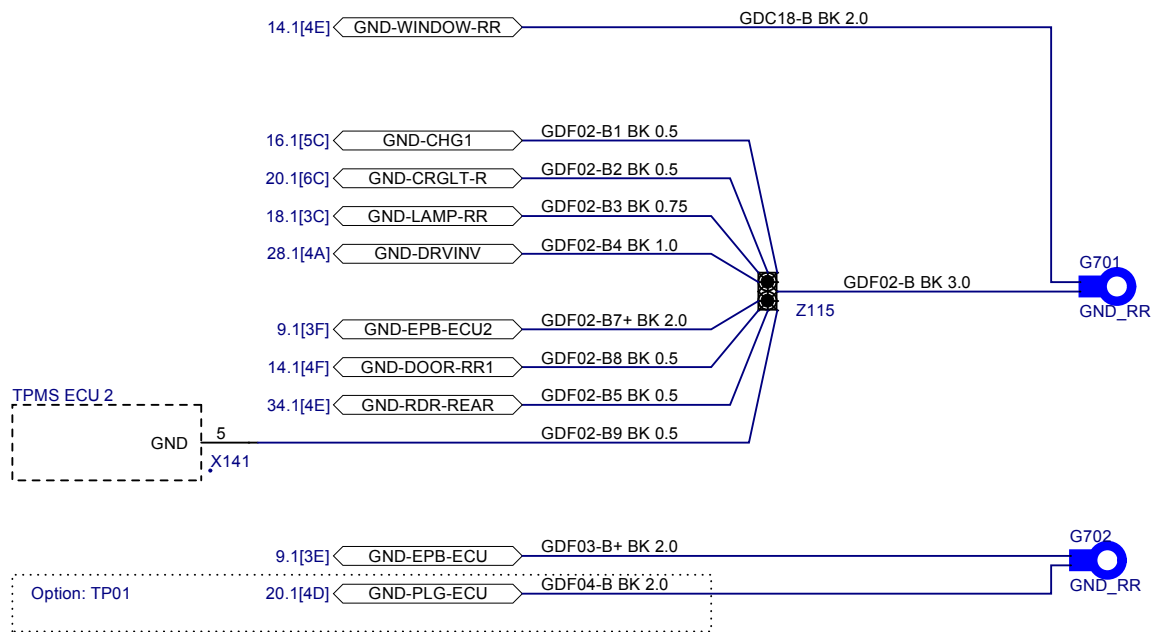 14.1[4E] GND-WINDOW-RR GDC18-B BK 2.0
16.1[5C] GND-CHG1 GDF02-B1 BK 0.5
20.1[6C] GND-CRGLT-R GDF02-B2 BK 0.5
18.1[3C] GND-LAMP-RR GDF02-B3 BK 0.75
28.1[4A] GND-DRVINV GDF02-B4 BK 1.0
G701
GDF02-B BK 3.0
Z115
GND_RR
9.1[3F] GND-EPB-ECU2 GDF02-B7+ BK 2.0
14.1[4F] GND-DOOR-RR1 GDF02-B8 BK 0.5
TPMS ECU 2
34.1[4E] GND-RDR-REAR GDF02-B5 BK 0.5
GND 5 GDF02-B9 BK 0.5
X141
G702
9.1[3E] GND-EPB-ECU GDF03-B+ BK 2.0
GND_RR
Option: TP01 20.1[4D] GND-PLG-ECU GDF04-B BK 2.0